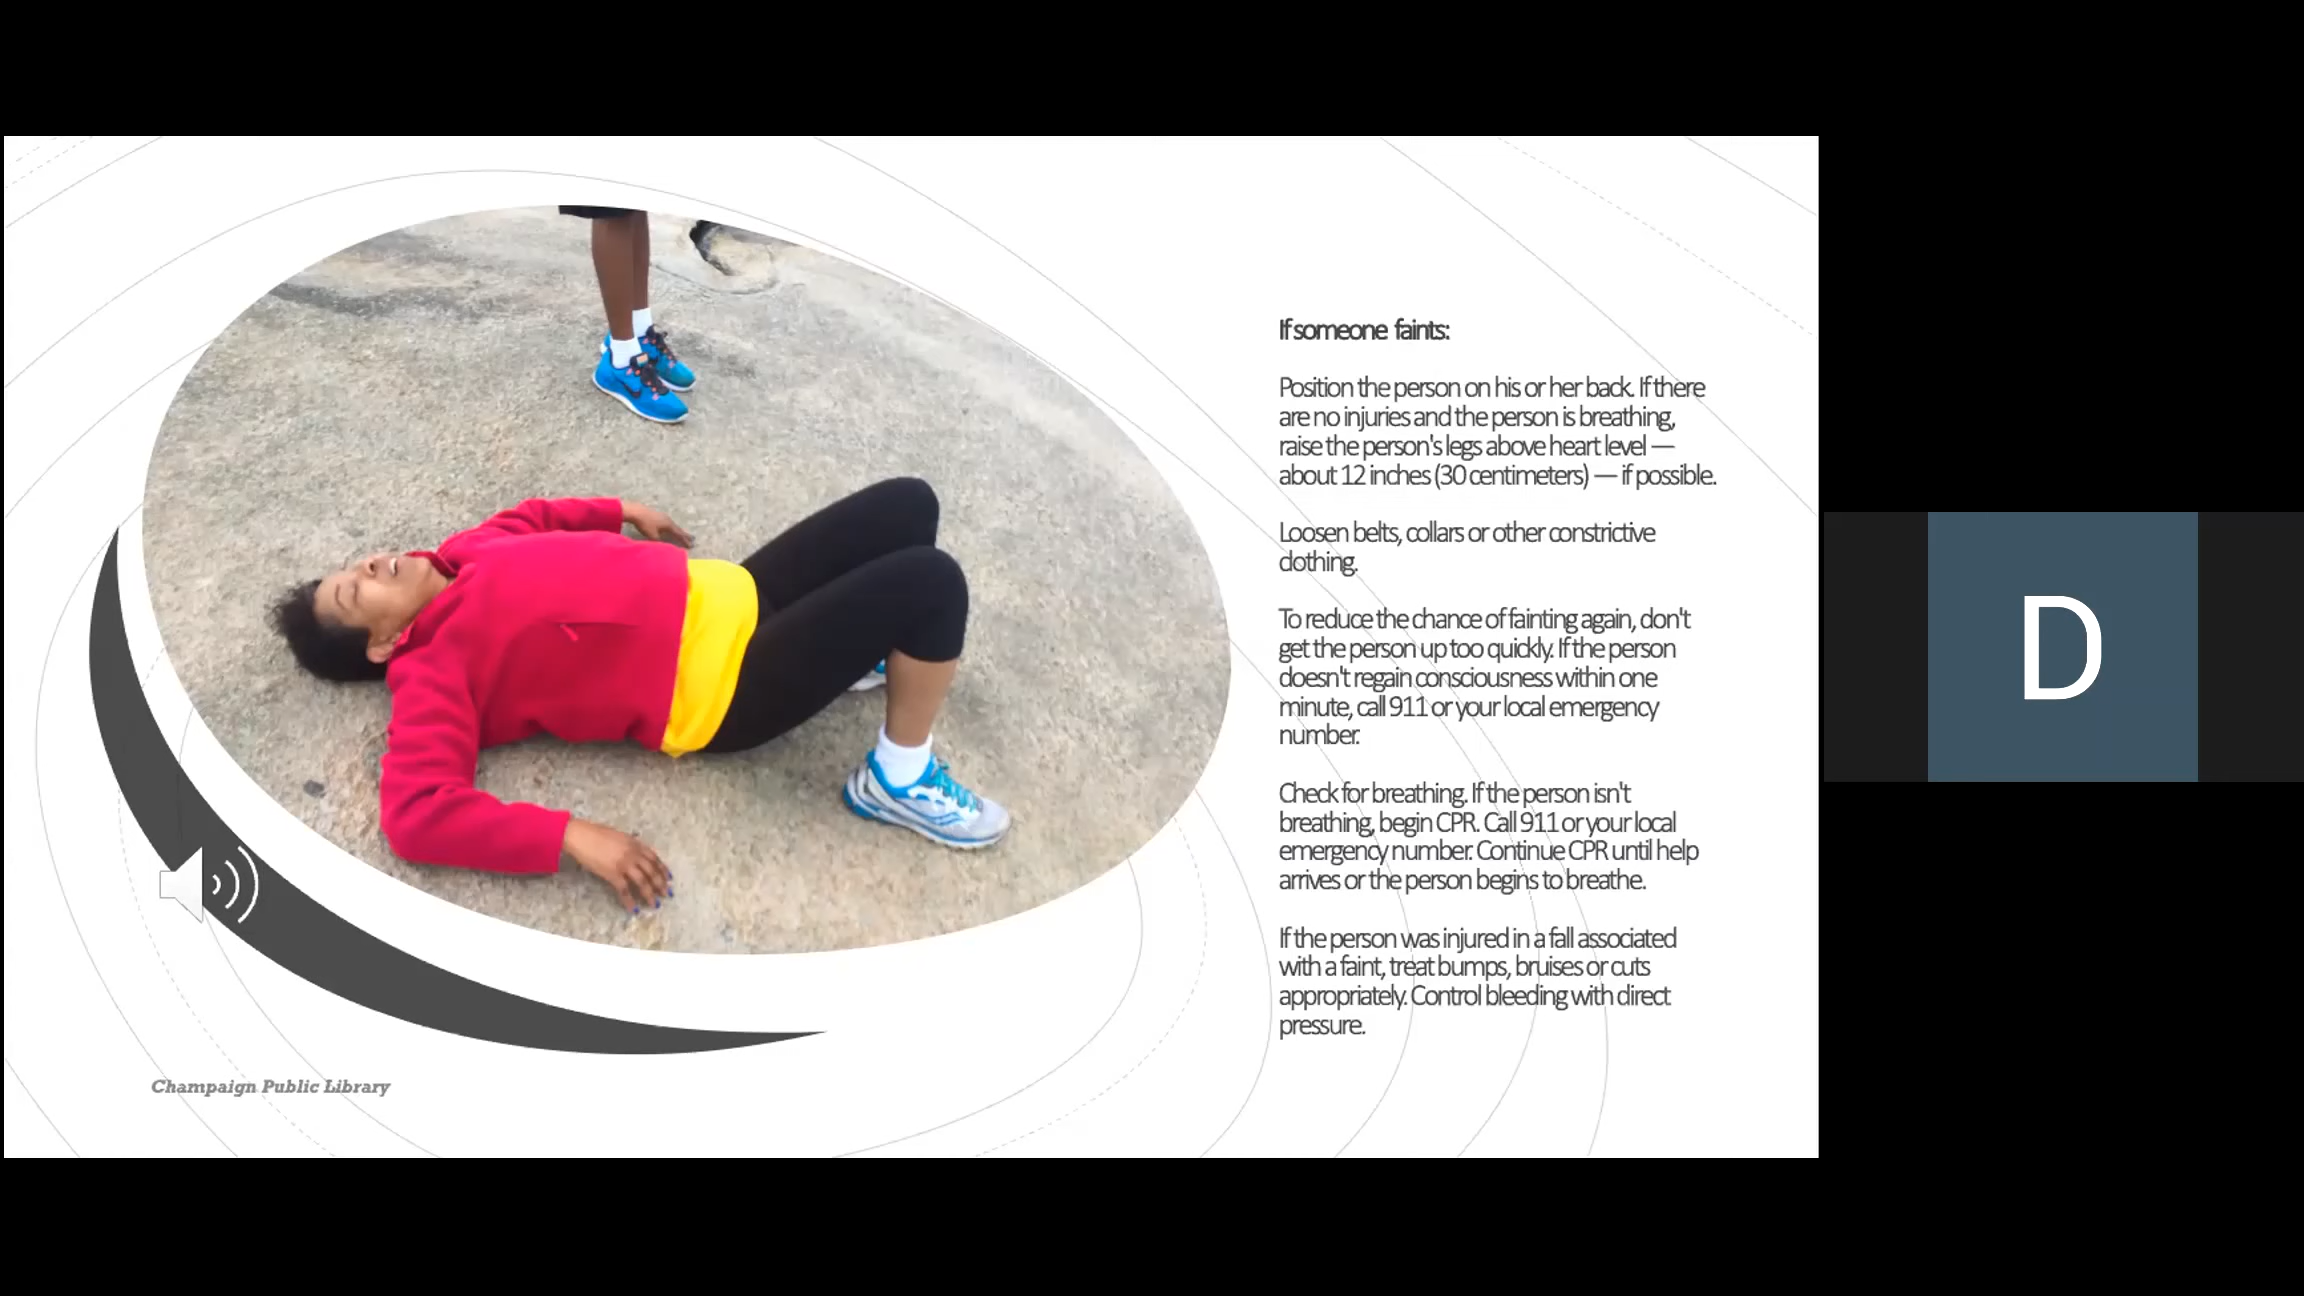 If someone faints:
Position the person on his or her back. If there
are no injuries and the person is breathing,
raise the person's legs above heart level —
about 12 inches (30 centimeters) — if possible.
Loosen belts, collars or other constrictive
clothing.
To reduce the chance of fainting again, don't
get the person up too quickly. If the person
doesn't regain consciousness within one
minute, call 911 or your local emergency
number.
Check for breathing. If the person isn't
breathing, begin CPR. Call 911 or your local
emergency number. Continue CPR until help
arrives or the person begins to breathe.
If the person was injured in a fall associated
with a faint, treat bumps, bruises or cuts
appropriately. Control bleeding with direct
pressure.
Champaign Public Library
D